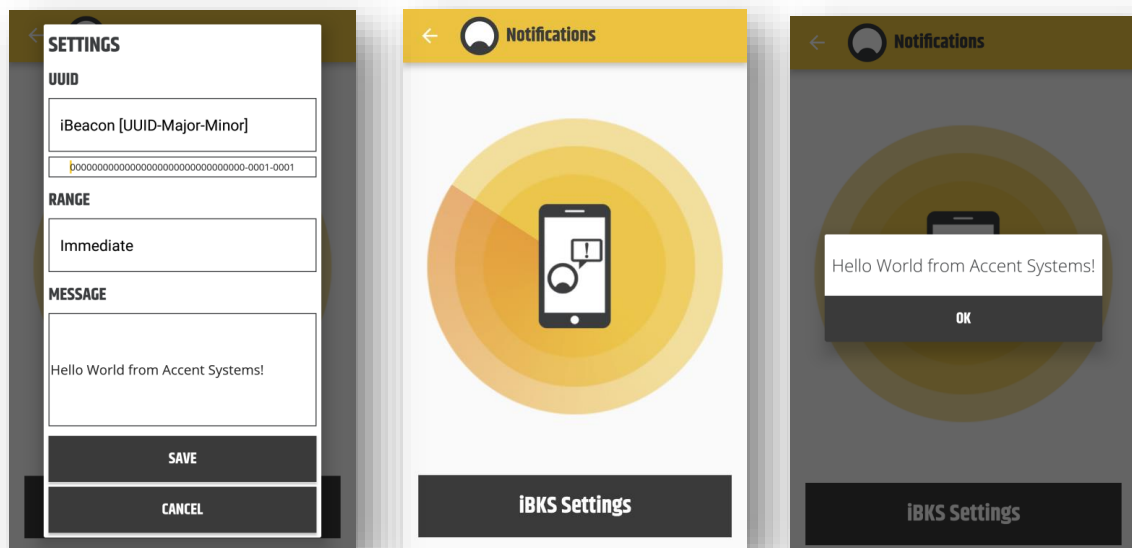 SETTINGS
UUID
iBeacon [UUID-Major-Minor]
00000000000000000000000000000000-0001-0001
RANGE
Immediate
MESSAGE
Hello World from Accent Systems!
SAVE
CANCEL
Notifications
!
iBKS Settings
Notifications
Hello World from Accent Systems!
OK
iBKS Settings